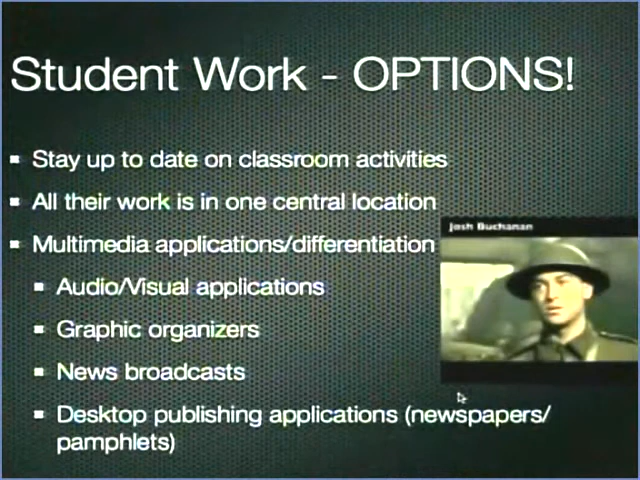 Student Work - OPTIONS!
Stay up to date on classroom activities
All their work is in one central location
Josh Buchanan
Multimedia applications/differentiation
Audio/Visual applications
Graphic organizers
News broadcasts
Desktop publishing applications (newspapers/
pamphlets)